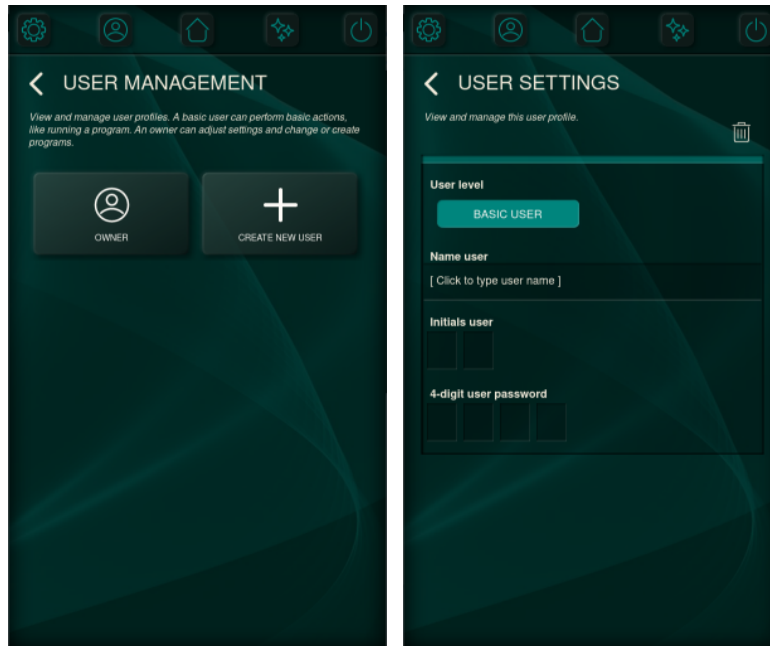 USER MANAGEMENT
View and manage user profiles. A basic user can perform basic actions,
like running a program. An owner can adjust settings and change or create
programs.
OWNER
CREATE NEW USER
USER SETTINGS
View and manage this user profile.
User level
BASIC USER
Name user
[ Click to type user name ]
Initials user
4-digit user password